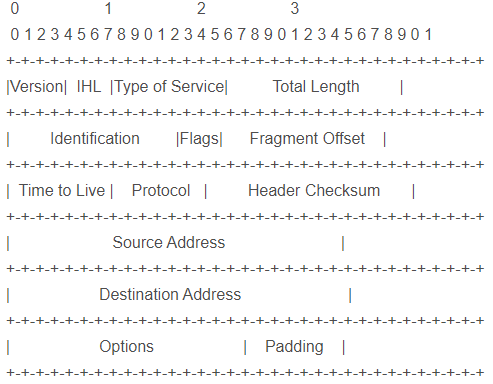 0 1 2 3
0 1 2 3 4 5 6 7 8 9 0 1 2 3 4 5 6 7 8 9 0 1 2 3 4 5 6 7 8 9 0 1
+-+-+-+-+-+-+-+-+-+-+-+-+-+-+-+-+-+-+-+-+-+-+-+-+-+-+-+-+-+-+-+-+
|Version| IHL |Type of Service| Total Length |
+-+-+-+-+-+-+-+-+-+-+-+-+-+-+-+-+-+-+-+-+-+-+-+-+-+-+-+-+-+-+-+-+
| Identification |Flags| Fragment Offset |
+-+-+-+-+-+-+-+-+-+-+-+-+-+-+-+-+-+-+-+-+-+-+-+-+-+-+-+-+-+-+-+-+
| Time to Live | Protocol | Header Checksum |
+-+-+-+-+-+-+-+-+-+-+-+-+-+-+-+-+-+-+-+-+-+-+-+-+-+-+-+-+-+-+-+-+
| Source Address |
+-+-+-+-+-+-+-+-+-+-+-+-+-+-+-+-+-+-+-+-+-+-+-+-+-+-+-+-+-+-+-+-+
| Destination Address |
+-+-+-+-+-+-+-+-+-+-+-+-+-+-+-+-+-+-+-+-+-+-+-+-+-+-+-+-+-+-+-+-+
| Options | Padding |
+-+-+-+-+-+-+-+-+-+-+-+-+-+-+-+-+-+-+-+-+-+-+-+-+-+-+-+-+-+-+-+-+